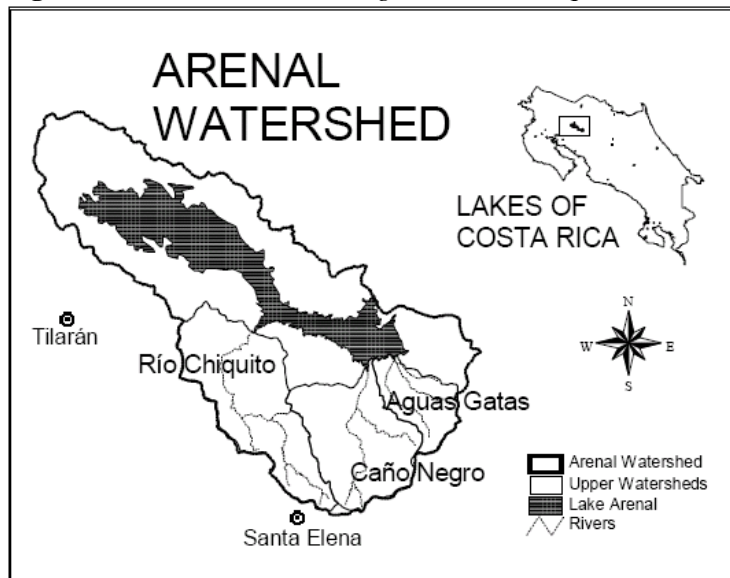 ARENAL
WATERSHED
LAKES OF
COSTA RICA
Tilarán
Río Chiquito
Aguas Gatas
Caño Negro
Santa Elena
N
W
E
S
Arenal Watershed
Upper Watersheds
Lake Arenal
Rivers